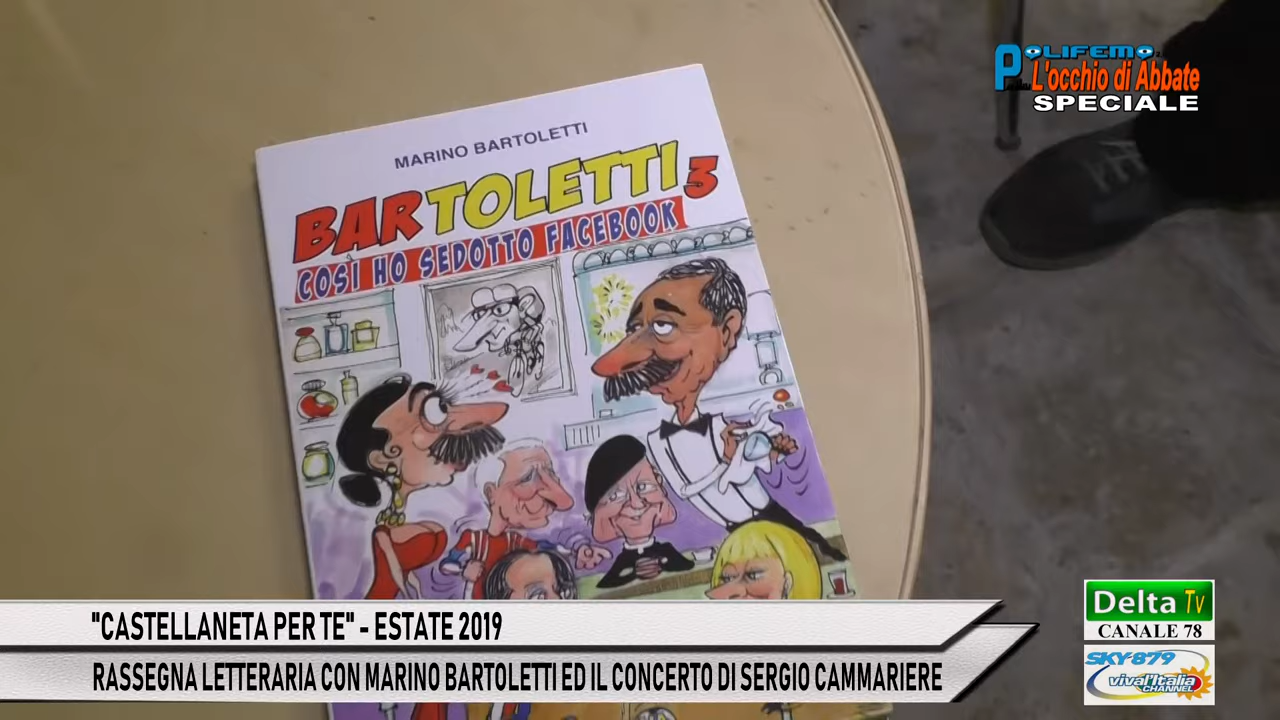 POLIFEMO
L'occhio di Abbate
SPECIALE
MARINO BARTOLETTI
BARTOLETTI 3
COSÌ HO SEDOTTO FACEBOOK
"CASTELLANETA PER TE" - ESTATE 2019
RASSEGNA LETTERARIA CON MARINO BARTOLETTI ED IL CONCERTO DI SERGIO CAMMARIERE
Delta Tv
CANALE 78
SKY-879
viva l'Italia
CHANNEL